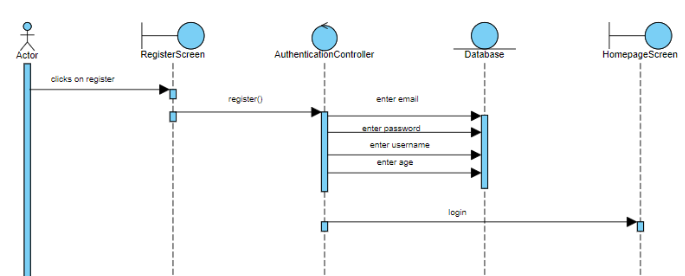 Actor
RegisterScreen
AuthenticationController
Database
HomepageScreen
clicks on register
register()
enter email
enter password
enter username
enter age
login